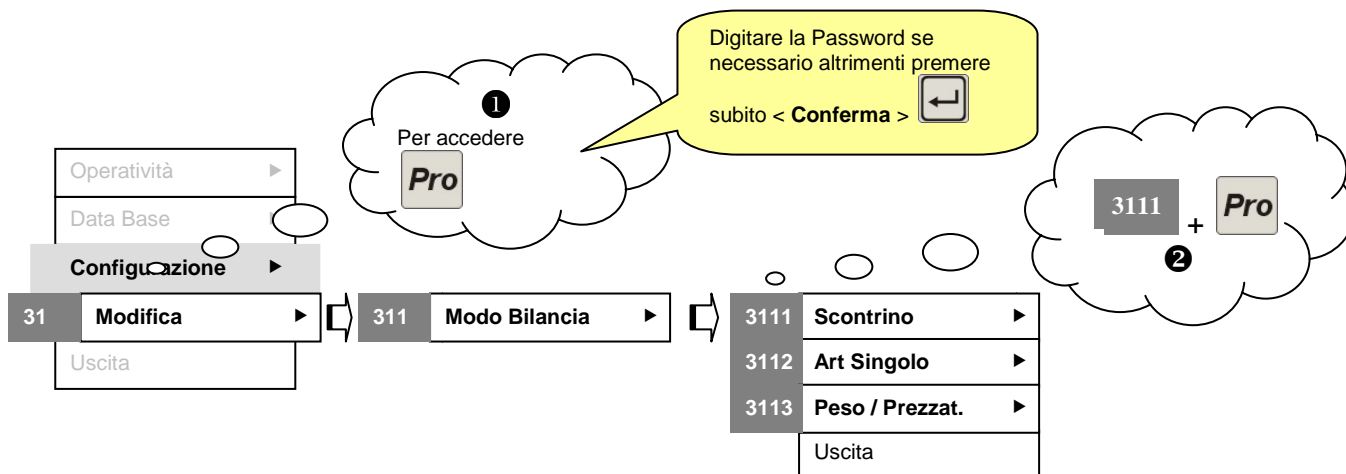 Digitare la Password se
necessario altrimenti premere
subito < Conferma >
❶
Per accedere
Pro
3111 + Pro
❷
Operatività
Data Base
Configurazione
31 Modifica
Uscita
311 Modo Bilancia
3111 Scontrino
3112 Art Singolo
3113 Peso / Prezzat.
Uscita